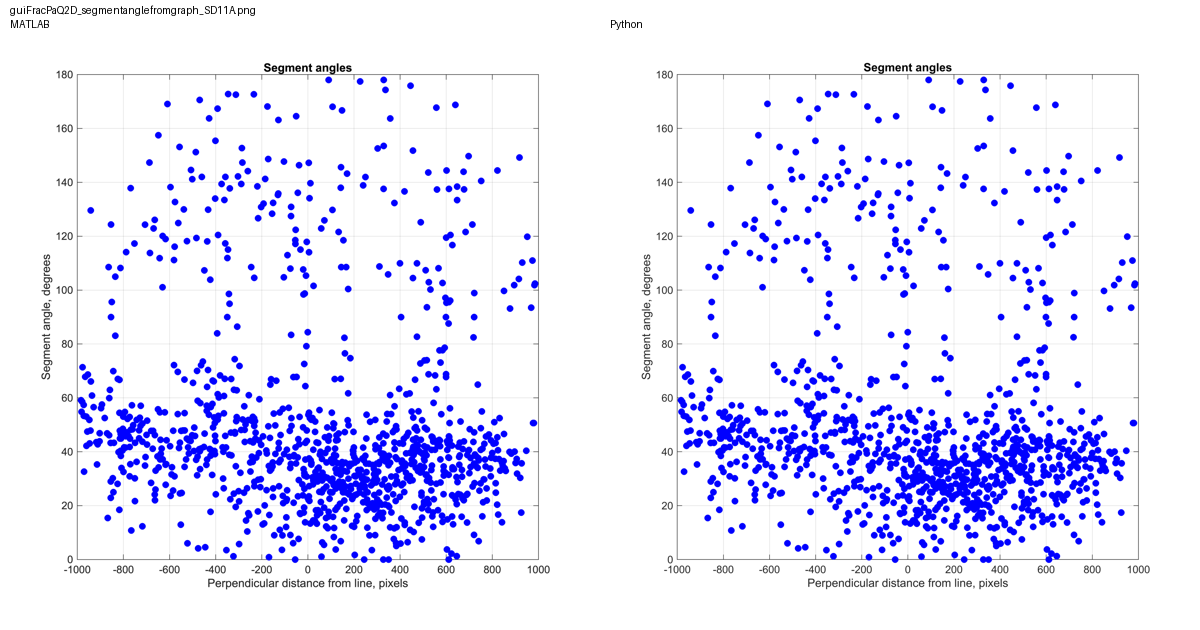 guiFracPaQ2D_segmentanglefromgraph_SD11A.png
MATLAB
Python
Segment angles
180
160
140
120
100
80
60
40
20
0
Segment angle, degrees
-1000 -800 -600 -400 -200 0 200 400 600 800 1000
Perpendicular distance from line, pixels
Segment angles
180
160
140
120
100
80
60
40
20
0
Segment angle, degrees
-1000 -800 -600 -400 -200 0 200 400 600 800 1000
Perpendicular distance from line, pixels